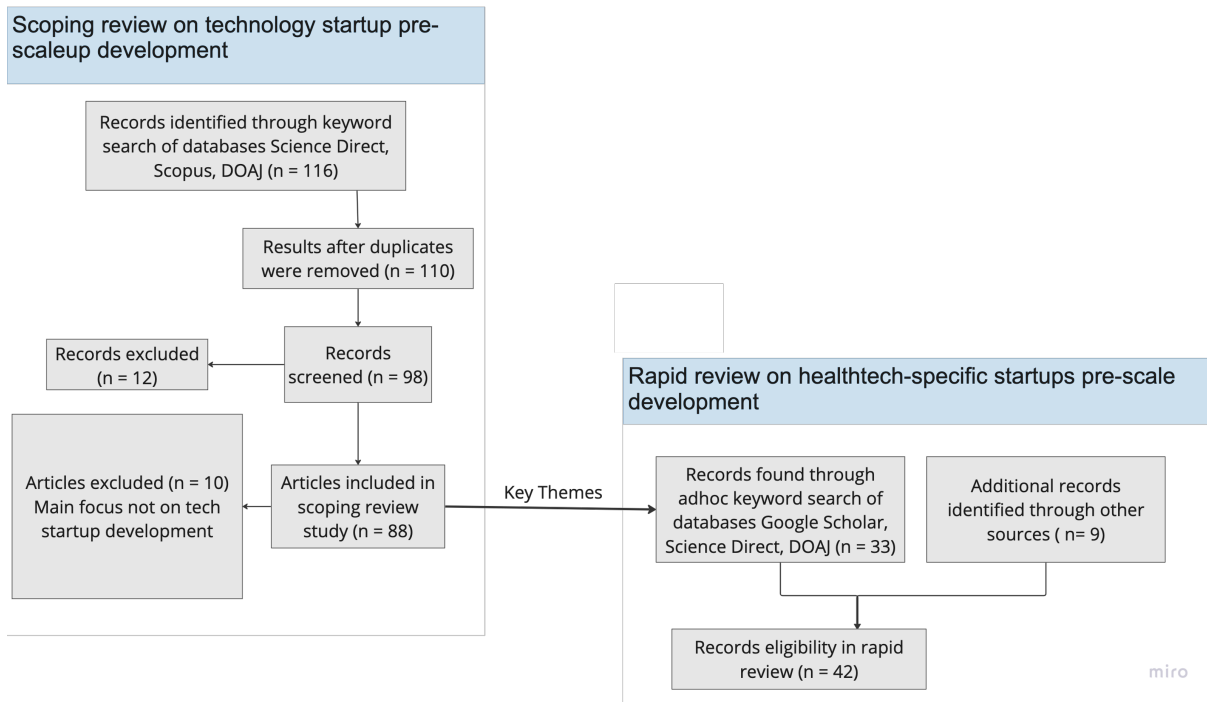 Scoping review on technology startup pre-
scaleup development
Records identified through keyword
search of databases Science Direct,
Scopus, DOAJ (n = 116)
Results after duplicates
were removed (n = 110)
Records excluded
(n = 12)
Records
screened (n = 98)
Articles excluded (n = 10)
Main focus not on tech
startup development
Articles included in
scoping review
study (n = 88)
Key Themes
Rapid review on healthtech-specific startups pre-scale
development
Records found through
adhoc keyword search of
databases Google Scholar,
Science Direct, DOAJ (n = 33)
Additional records
identified through other
sources ( n= 9)
Records eligibility in rapid
review (n = 42)
miro